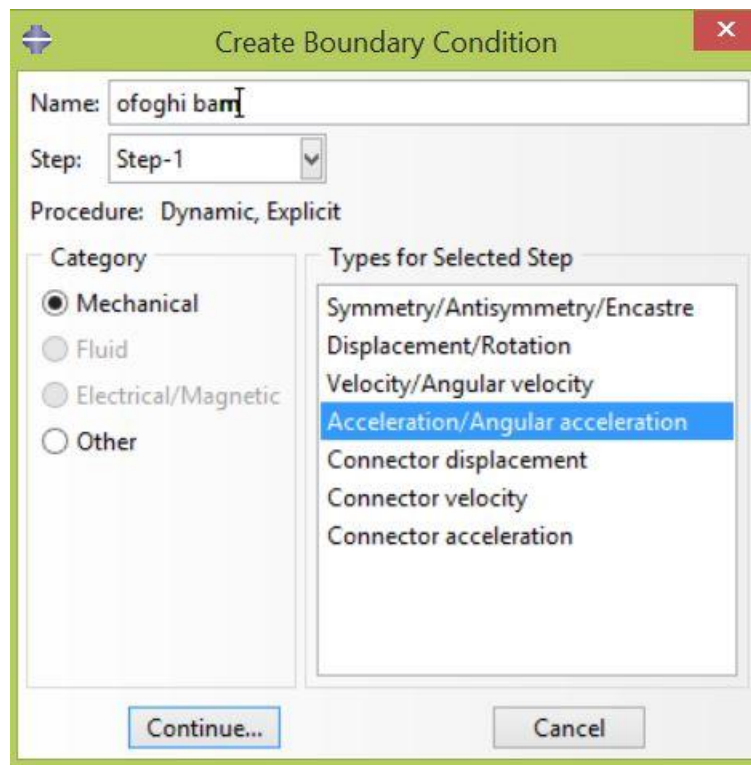 Create Boundary Condition
Name: ofoghi bam
Step: Step-1
Procedure: Dynamic, Explicit
Category
Mechanical
Fluid
Electrical/Magnetic
Other
Types for Selected Step
Symmetry/Antisymmetry/Encastre
Displacement/Rotation
Velocity/Angular velocity
Acceleration/Angular acceleration
Connector displacement
Connector velocity
Connector acceleration
Continue... Cancel